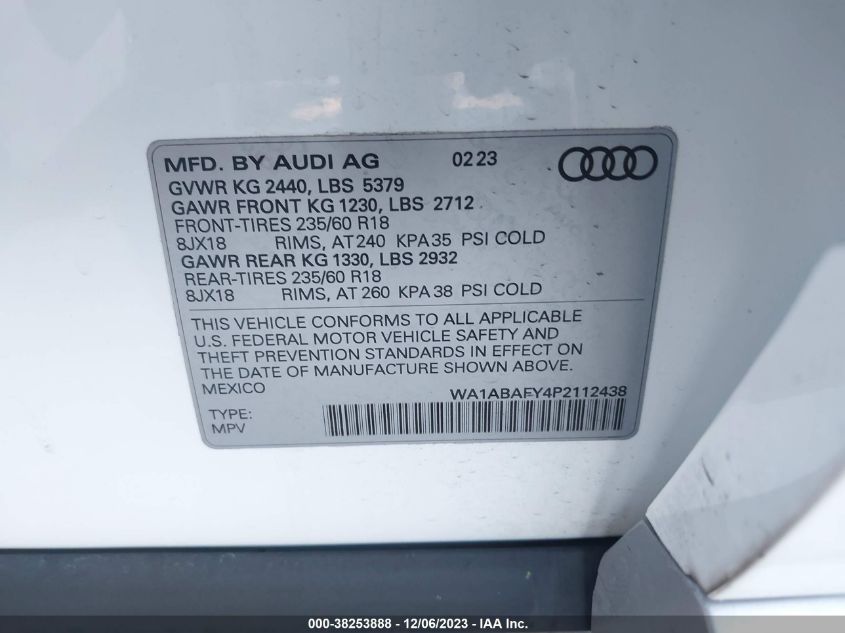 MFD. BY AUDI AG 02 23
GVWR KG 2440, LBS 5379
GAWR FRONT KG 1230, LBS 2712
FRONT-TIRES 235/60 R18
8JX18 RIMS, AT 240 KPA 35 PSI COLD
GAWR REAR KG 1330, LBS 2932
REAR-TIRES 235/60 R18
8JX18 RIMS, AT 260 KPA 38 PSI COLD
THIS VEHICLE CONFORMS TO ALL APPLICABLE
U.S. FEDERAL MOTOR VEHICLE SAFETY AND
THEFT PREVENTION STANDARDS IN EFFECT ON
THE DATE OF MANUFACTURE SHOWN ABOVE.
MEXICO WA1ABAFY4P2112438
TYPE:
MPV
000-38253888 - 12/06/2023 - IAA Inc.